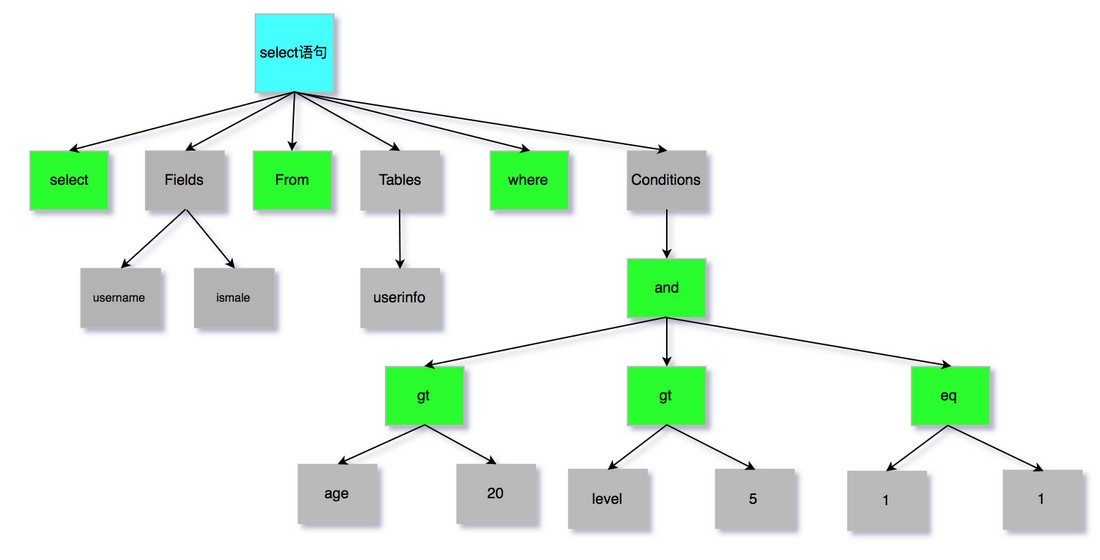 select语句
select
Fields
From
Tables
where
Conditions
username
ismale
userinfo
and
gt
gt
eq
age
20
level
5
1
1